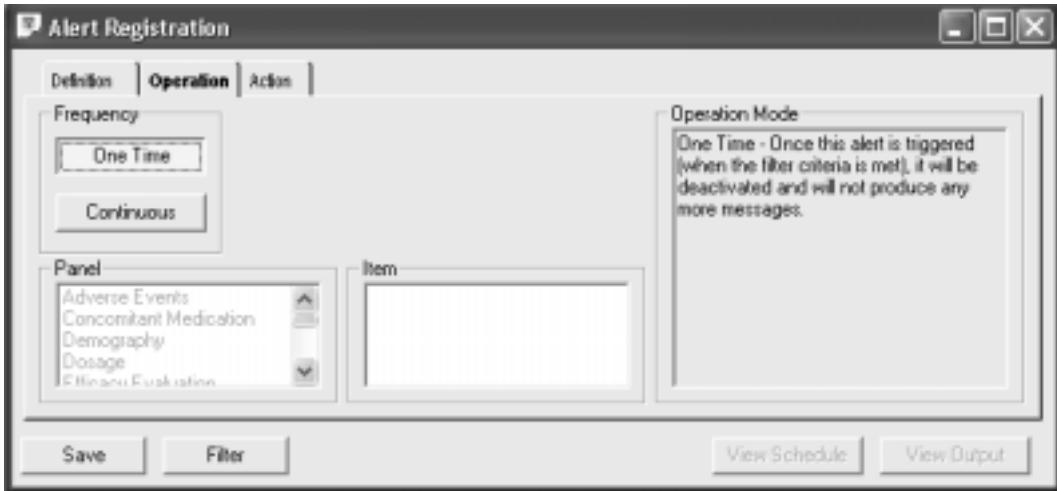 Alert Registration
Definition Operation Action
Frequency
One Time
Continuous
Operation Mode
One Time - Once this alert is triggered
(when the filter criteria is met), it will be
deactivated and will not produce any
more messages.
Panel
Adverse Events
Concomitant Medication
Demography
Dosage
Efficacy Evaluation
Item
Save Filter View Schedule View Output